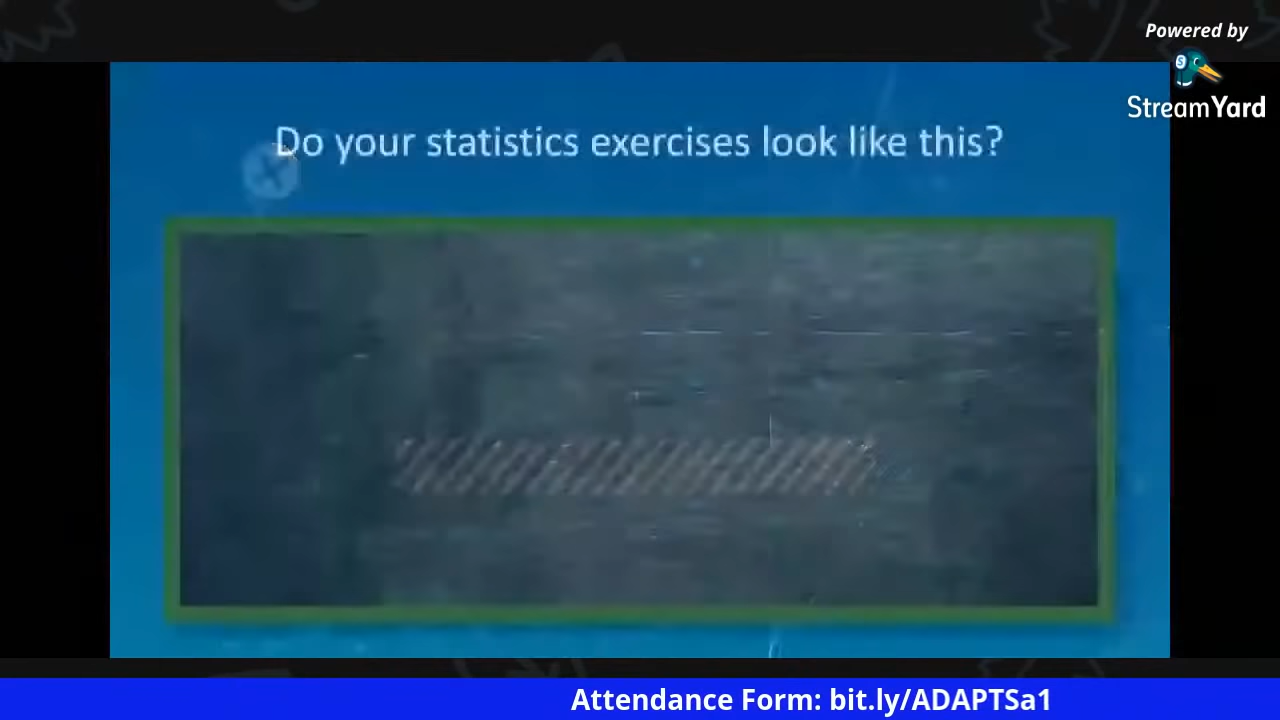 Powered by
StreamYard
Do your statistics exercises look like this?
Attendance Form: bit.ly/ADAPTSa1